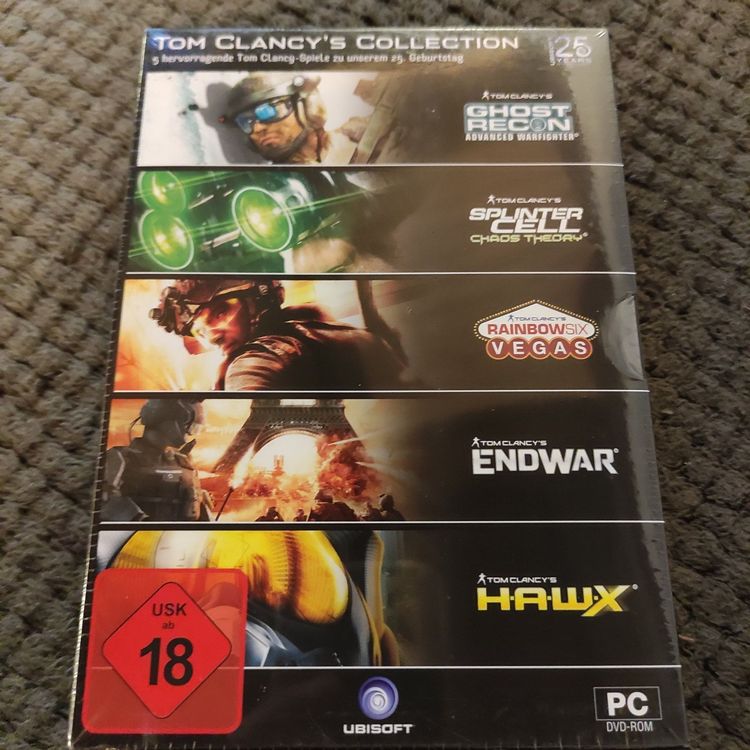 TOM CLANCY'S COLLECTION
25
YEARS
5 hervorragende Tom Clancy-Spiele zu unserem 25. Geburtstag
TOM CLANCY'S
GHOST
RECON
ADVANCED WARFIGHTER®
TOM CLANCY'S
SPLINTER
CELL
CHAOS THEORY®
TOM CLANCY'S
RAINBOWSIX
VEGAS
TOM CLANCY'S
ENDWAR®
TOM CLANCY'S
H·A·W·X®
USK
ab
18
UBISOFT
PC
DVD-ROM